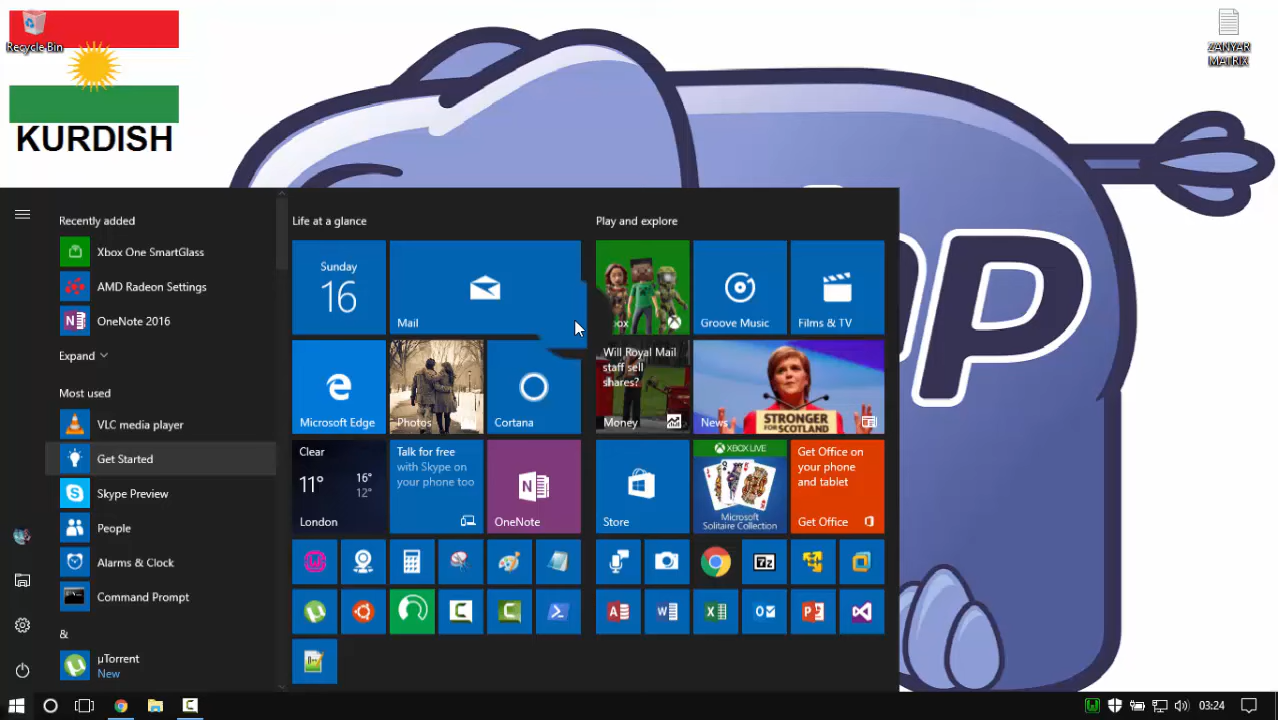 Recycle Bin
KURDISH
ZANYAR
MATRIX
Recently added
Xbox One SmartGlass
AMD Radeon Settings
OneNote 2016
Expand
Most used
VLC media player
Get Started
Skype Preview
People
Alarms & Clock
Command Prompt
&
µTorrent
New
Life at a glance
Sunday
16
Mail
Microsoft Edge
Photos
Cortana
Clear
11°
16°
12°
London
Talk for free
with Skype on
your phone too
OneNote
Play and explore
Groove Music
Films & TV
Will Royal Mail
staff sell
shares?
Money
STRONGER
FOR SCOTLAND
News
Store
XBOX LIVE
Microsoft
Solitaire Collection
Get Office on
your phone
and tablet
Get Office
7z
P
03:24